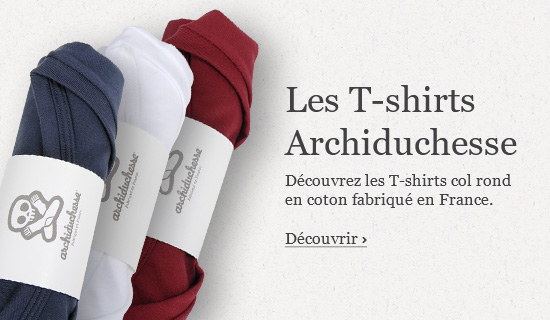 Les T-shirts
Archiduchesse
Découvrez les T-shirts col rond
en coton fabriqué en France.
Découvrir ›
archiduchesse
archiduchesse
archiduchesse